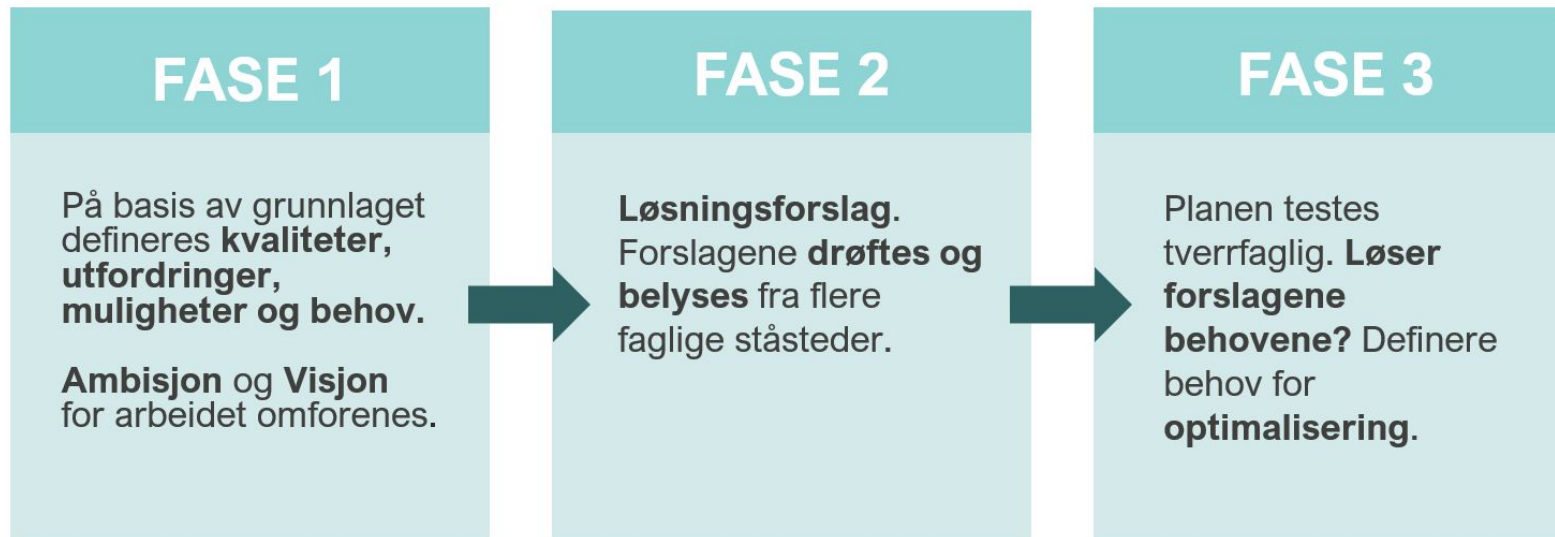 FASE 1
På basis av grunnlaget
defineres kvaliteter,
utfordringer,
muligheter og behov.
Ambisjon og Visjon
for arbeidet omforenes.
FASE 2
Løsningsforslag.
Forslagene drøftes og
belyses fra flere
faglige ståsteder.
FASE 3
Planen testes
tverrfaglig. Løser
forslagene
behovene? Definere
behov for
optimalisering.